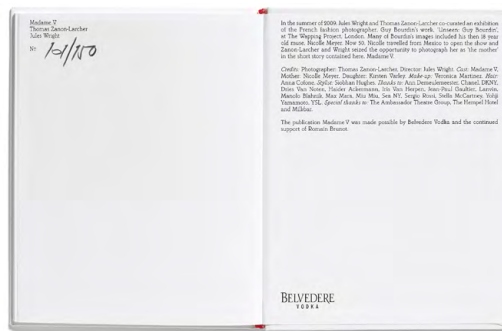 Madame V
Thomas Zanon-Larcher
Jules Wright
Nº 101/150
In the summer of 2009, Jules Wright and Thomas Zanon-Larcher co-curated an exhibition
of the French fashion photographer, Guy Bourdin's work. 'Unseen: Guy Bourdin',
at The Wapping Project, London. Many of Bourdin's images included his then 18 year
old muse, Nicolle Meyer. Now 50, Nicolle travelled from Mexico to open the show and
Zanon-Larcher and Wright seized the opportunity to photograph her as 'the mother'
in the short story contained here, Madame V.
Credits: Photographer: Thomas Zanon-Larcher, Director: Jules Wright. Cast: Madame V,
Mother: Nicolle Meyer, Daughter: Kirsten Varley. Make-up: Veronica Martinez. Hair:
Anna Cofone. Stylist: Siobhan Hughes. Thanks to: Ann Demeulemeester, Chanel, DKNY,
Dries Van Noten, Haider Ackermann, Iris Van Herpen, Jean-Paul Gaultier, Lanvin,
Manolo Blahnik, Max Mara, Miu Miu, Sea NY, Sergio Rossi, Stella McCartney, Yohji
Yamamoto, YSL. Special thanks to: The Ambassador Theatre Group, The Hempel Hotel
and Milkbar.
The publication Madame V was made possible by Belvedere Vodka and the continued
support of Romain Brunot.
BELVEDERE
VODKA